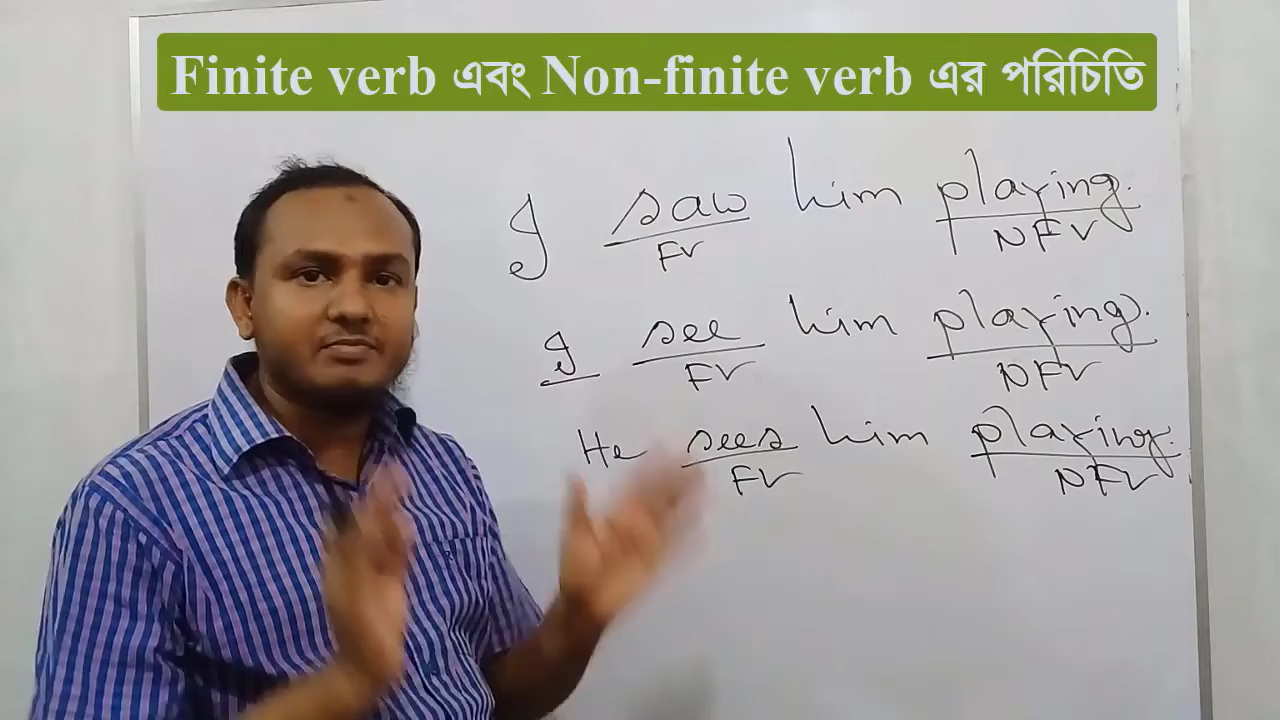 Finite verb এবং Non-finite verb এর পরিচিতি
I saw him playing.
FV NFV
I see him playing.
FV NFV
He sees him playing.
FV NFV